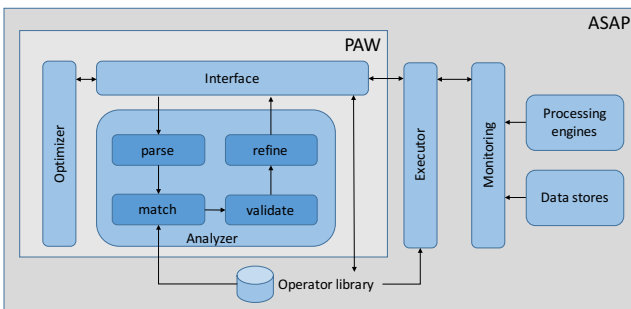 ASAP
PAW
Optimizer
Interface
parse
refine
match
validate
Analyzer
Executor
Monitoring
Processing
engines
Data stores
Operator library